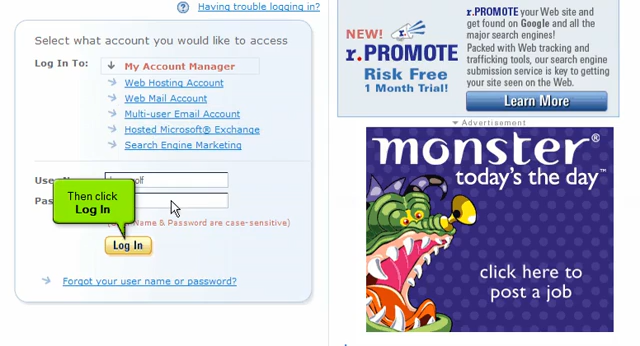 Having trouble logging in?
Select what account you would like to access
Log In To:
My Account Manager
Web Hosting Account
Web Mail Account
Multi-user Email Account
Hosted Microsoft® Exchange
Search Engine Marketing
Then click
Log In
Name & Password are case-sensitive)
Log In
Forgot your user name or password?
NEW!
r.PROMOTE
Risk Free
1 Month Trial!
r.PROMOTE your Web site and
get found on Google and all the
major search engines!
Packed with Web tracking and
trafficking tools, our search engine
submission service is key to getting
your site seen on the Web.
Learn More
Advertisement
monster®
today's the day™
click here to
post a job